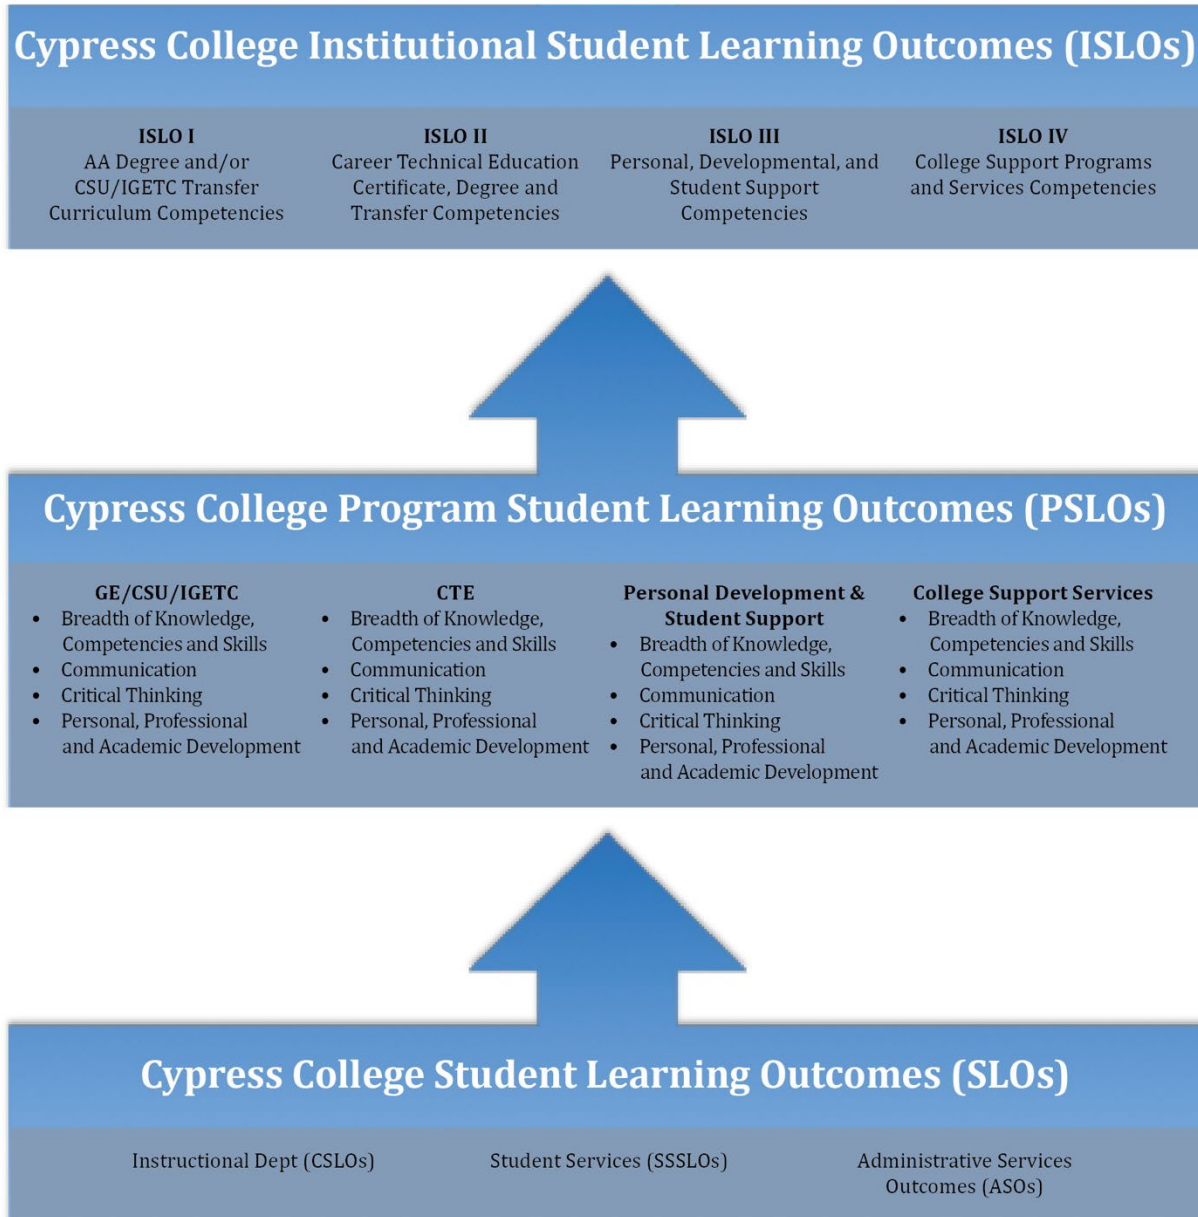 Cypress College Institutional Student Learning Outcomes (ISLOs)
ISLO I
AA Degree and/or
CSU/IGETC Transfer
Curriculum Competencies
ISLO II
Career Technical Education
Certificate, Degree and
Transfer Competencies
ISLO III
Personal, Developmental, and
Student Support
Competencies
ISLO IV
College Support Programs
and Services Competencies
Cypress College Program Student Learning Outcomes (PSLOs)
GE/CSU/IGETC
• Breadth of Knowledge,
Competencies and Skills
• Communication
• Critical Thinking
• Personal, Professional
and Academic Development
CTE
• Breadth of Knowledge,
Competencies and Skills
• Communication
• Critical Thinking
• Personal, Professional
and Academic Development
Personal Development &
Student Support
• Breadth of Knowledge,
Competencies and Skills
• Communication
• Critical Thinking
• Personal, Professional
and Academic Development
College Support Services
• Breadth of Knowledge,
Competencies and Skills
• Communication
• Critical Thinking
• Personal, Professional
and Academic Development
Cypress College Student Learning Outcomes (SLOs)
Instructional Dept (CSLOs)
Student Services (SSSLOs)
Administrative Services
Outcomes (ASOs)